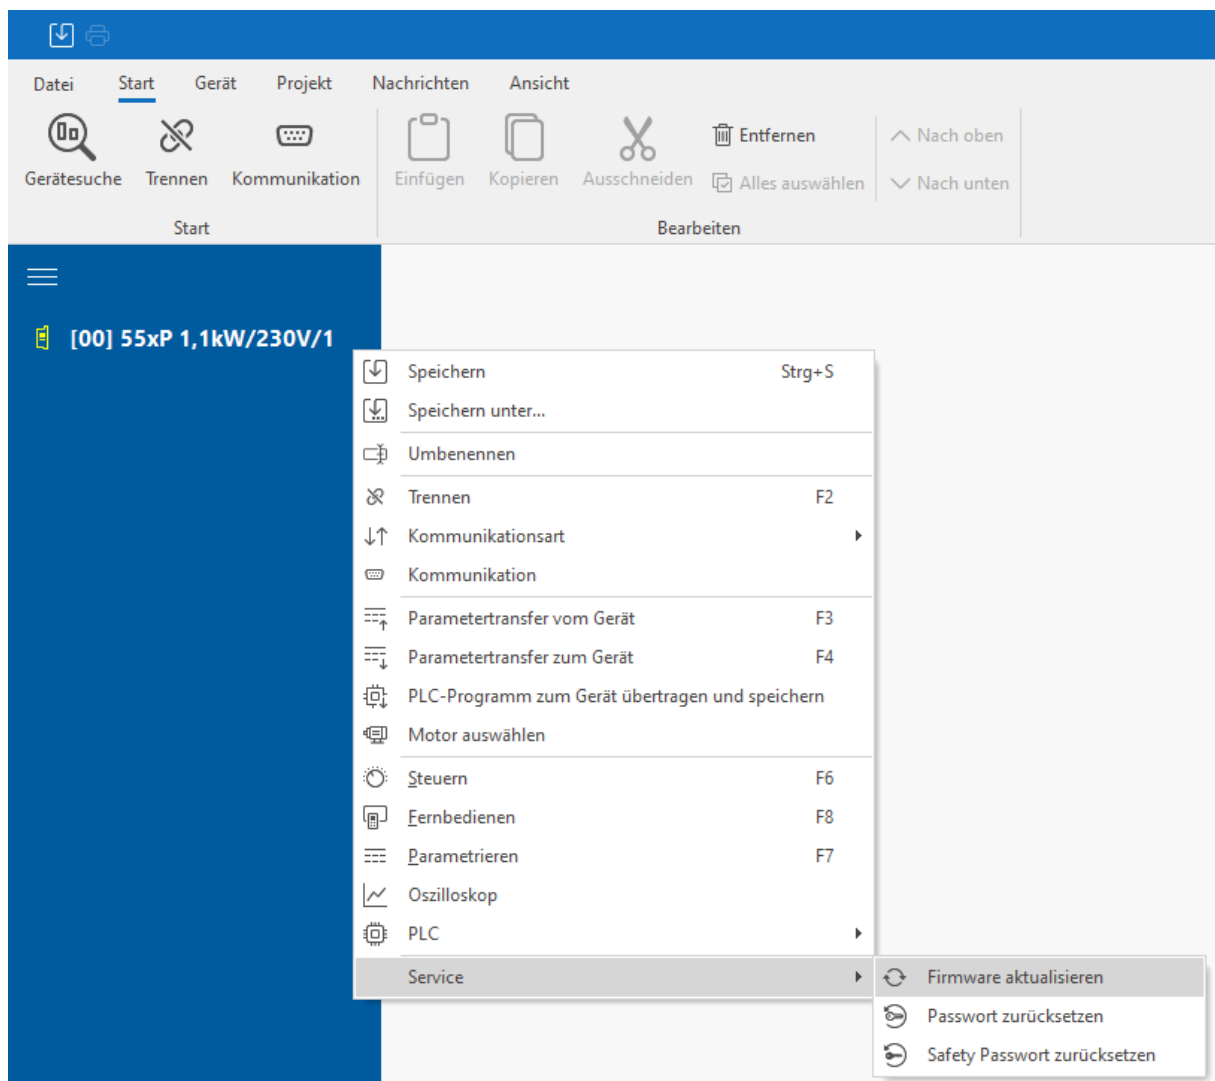 Datei Start Gerät Projekt Nachrichten Ansicht
Gerätesuche Trennen Kommunikation Einfügen Kopieren Ausschneiden
Entfernen
Alles auswählen
Nach oben
Nach unten
Start Bearbeiten
[00] 55xP 1,1kW/230V/1
Speichern Strg+S
Speichern unter...
Umbenennen
Trennen F2
Kommunikationsart
Kommunikation
Parametertransfer vom Gerät F3
Parametertransfer zum Gerät F4
PLC-Programm zum Gerät übertragen und speichern
Motor auswählen
Steuern F6
Fernbedienen F8
Parametrieren F7
Oszilloskop
PLC
Service
Firmware aktualisieren
Passwort zurücksetzen
Safety Passwort zurücksetzen